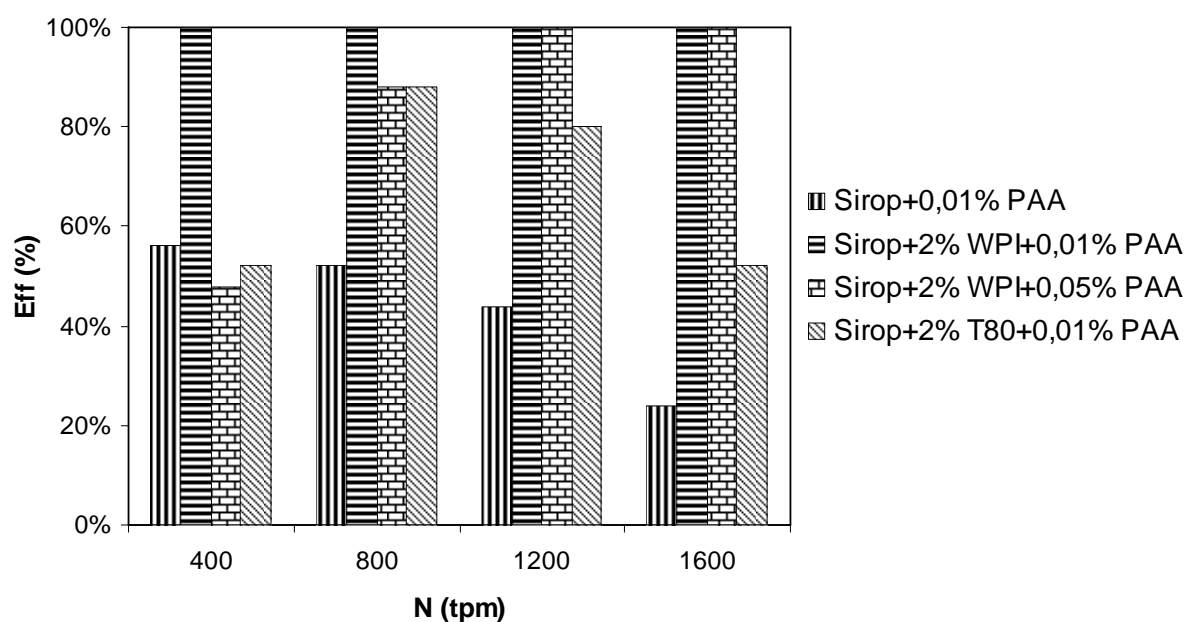 100%
80%
60%
40%
20%
0%
Eff (%)
400 800 1200 1600
N (tpm)
Sirop+0,01% PAA
Sirop+2% WPI+0,01% PAA
Sirop+2% WPI+0,05% PAA
Sirop+2% T80+0,01% PAA